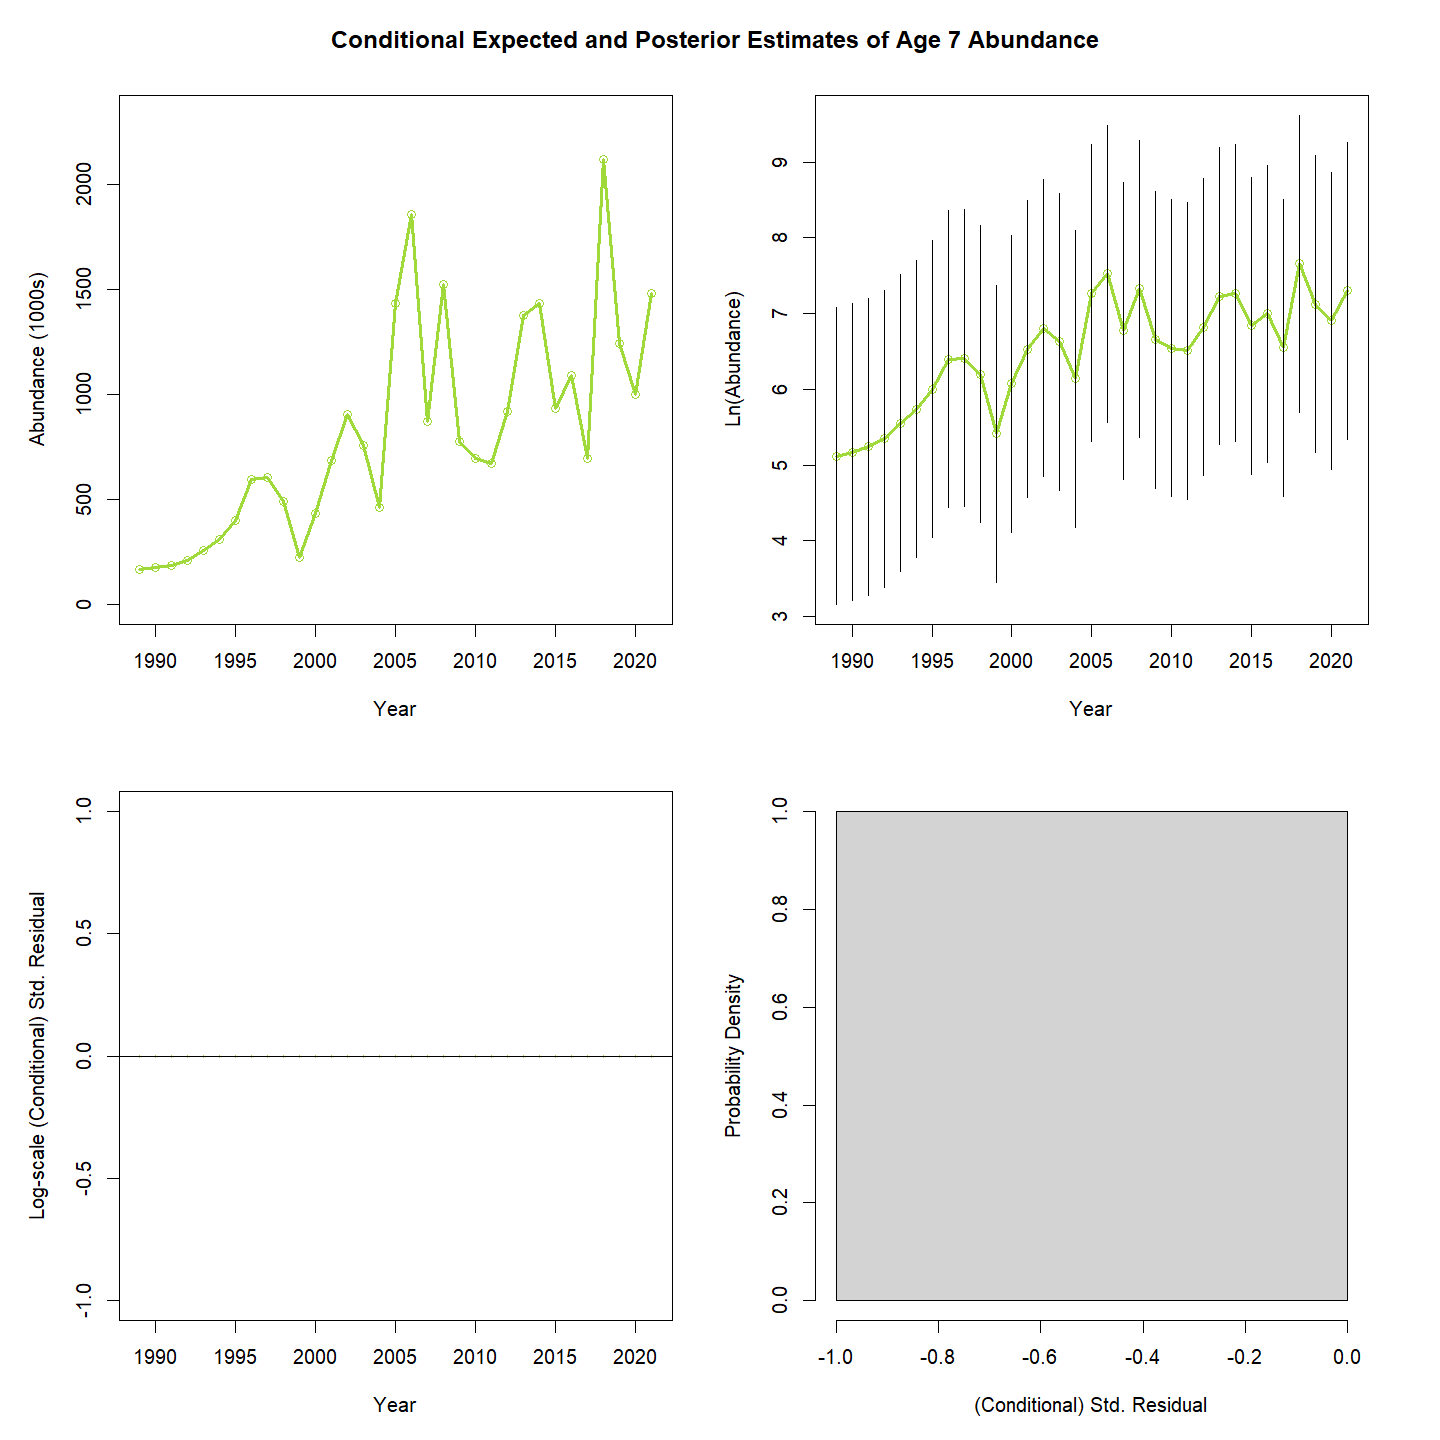 Conditional Expected and Posterior Estimates of Age 7 Abundance
Abundance (1000s)
2000
1500
1000
500
0
1990 1995 2000 2005 2010 2015 2020
Year
Ln(Abundance)
9
8
7
6
5
4
3
1990 1995 2000 2005 2010 2015 2020
Year
Log-scale (Conditional) Std. Residual
1.0
0.5
0.0
-0.5
-1.0
1990 1995 2000 2005 2010 2015 2020
Year
Probability Density
1.0
0.8
0.6
0.4
0.2
0.0
-1.0 -0.8 -0.6 -0.4 -0.2 0.0
(Conditional) Std. Residual